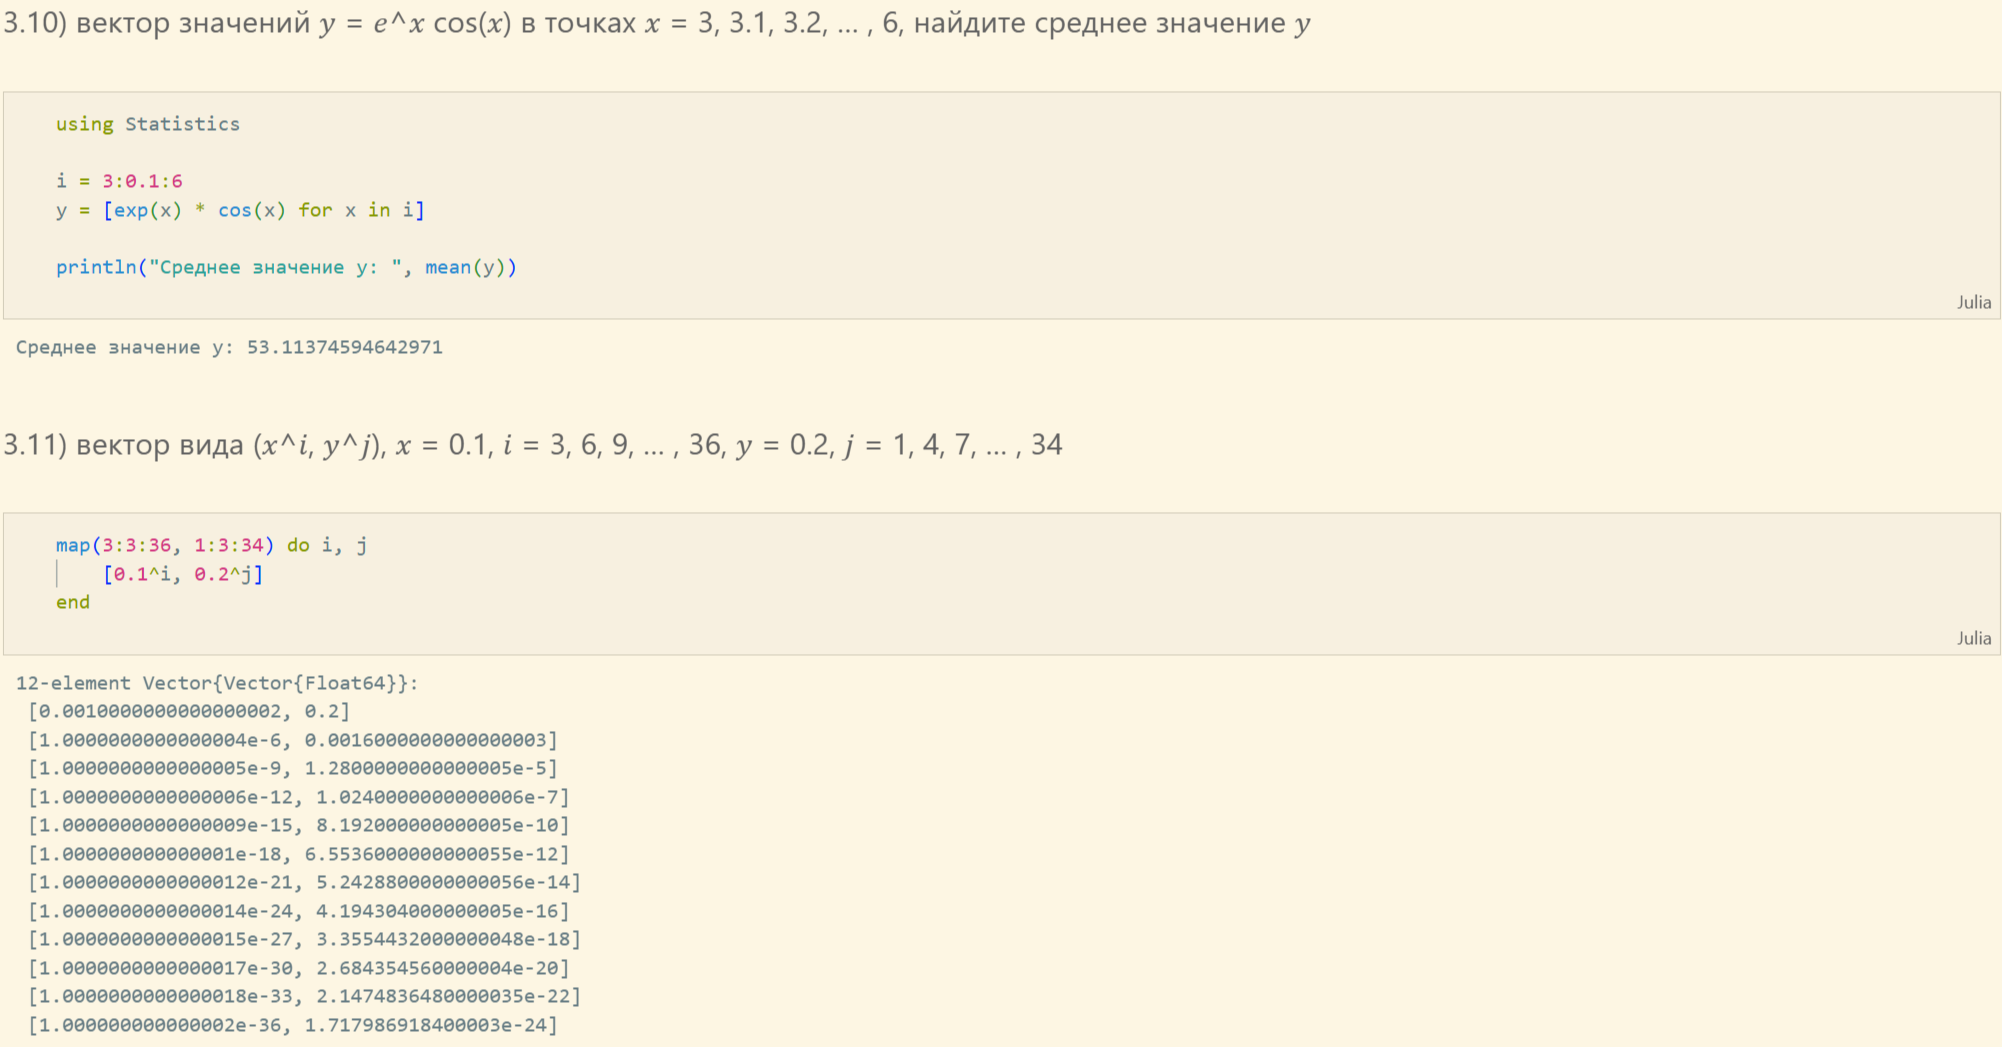 3.10) вектор значений y = e^x cos(x) в точках x = 3, 3.1, 3.2, … , 6, найдите среднее значение y
using Statistics
i = 3:0.1:6
y = [exp(x) * cos(x) for x in i]
println("Среднее значение y: ", mean(y))
Julia
Среднее значение y: 53.11374594642971
3.11) вектор вида (x^i, y^j), x = 0.1, i = 3, 6, 9, … , 36, y = 0.2, j = 1, 4, 7, … , 34
map(3:3:36, 1:3:34) do i, j
[0.1^i, 0.2^j]
end
Julia
12-element Vector{Vector{Float64}}:
[0.0010000000000000002, 0.2]
[1.0000000000000004e-6, 0.0016000000000000003]
[1.0000000000000005e-9, 1.2800000000000005e-5]
[1.0000000000000006e-12, 1.0240000000000006e-7]
[1.0000000000000009e-15, 8.192000000000005e-10]
[1.000000000000001e-18, 6.5536000000000055e-12]
[1.0000000000000012e-21, 5.2428800000000056e-14]
[1.0000000000000014e-24, 4.194304000000005e-16]
[1.0000000000000015e-27, 3.3554432000000048e-18]
[1.0000000000000017e-30, 2.684354560000004e-20]
[1.0000000000000018e-33, 2.1474836480000035e-22]
[1.000000000000002e-36, 1.717986918400003e-24]